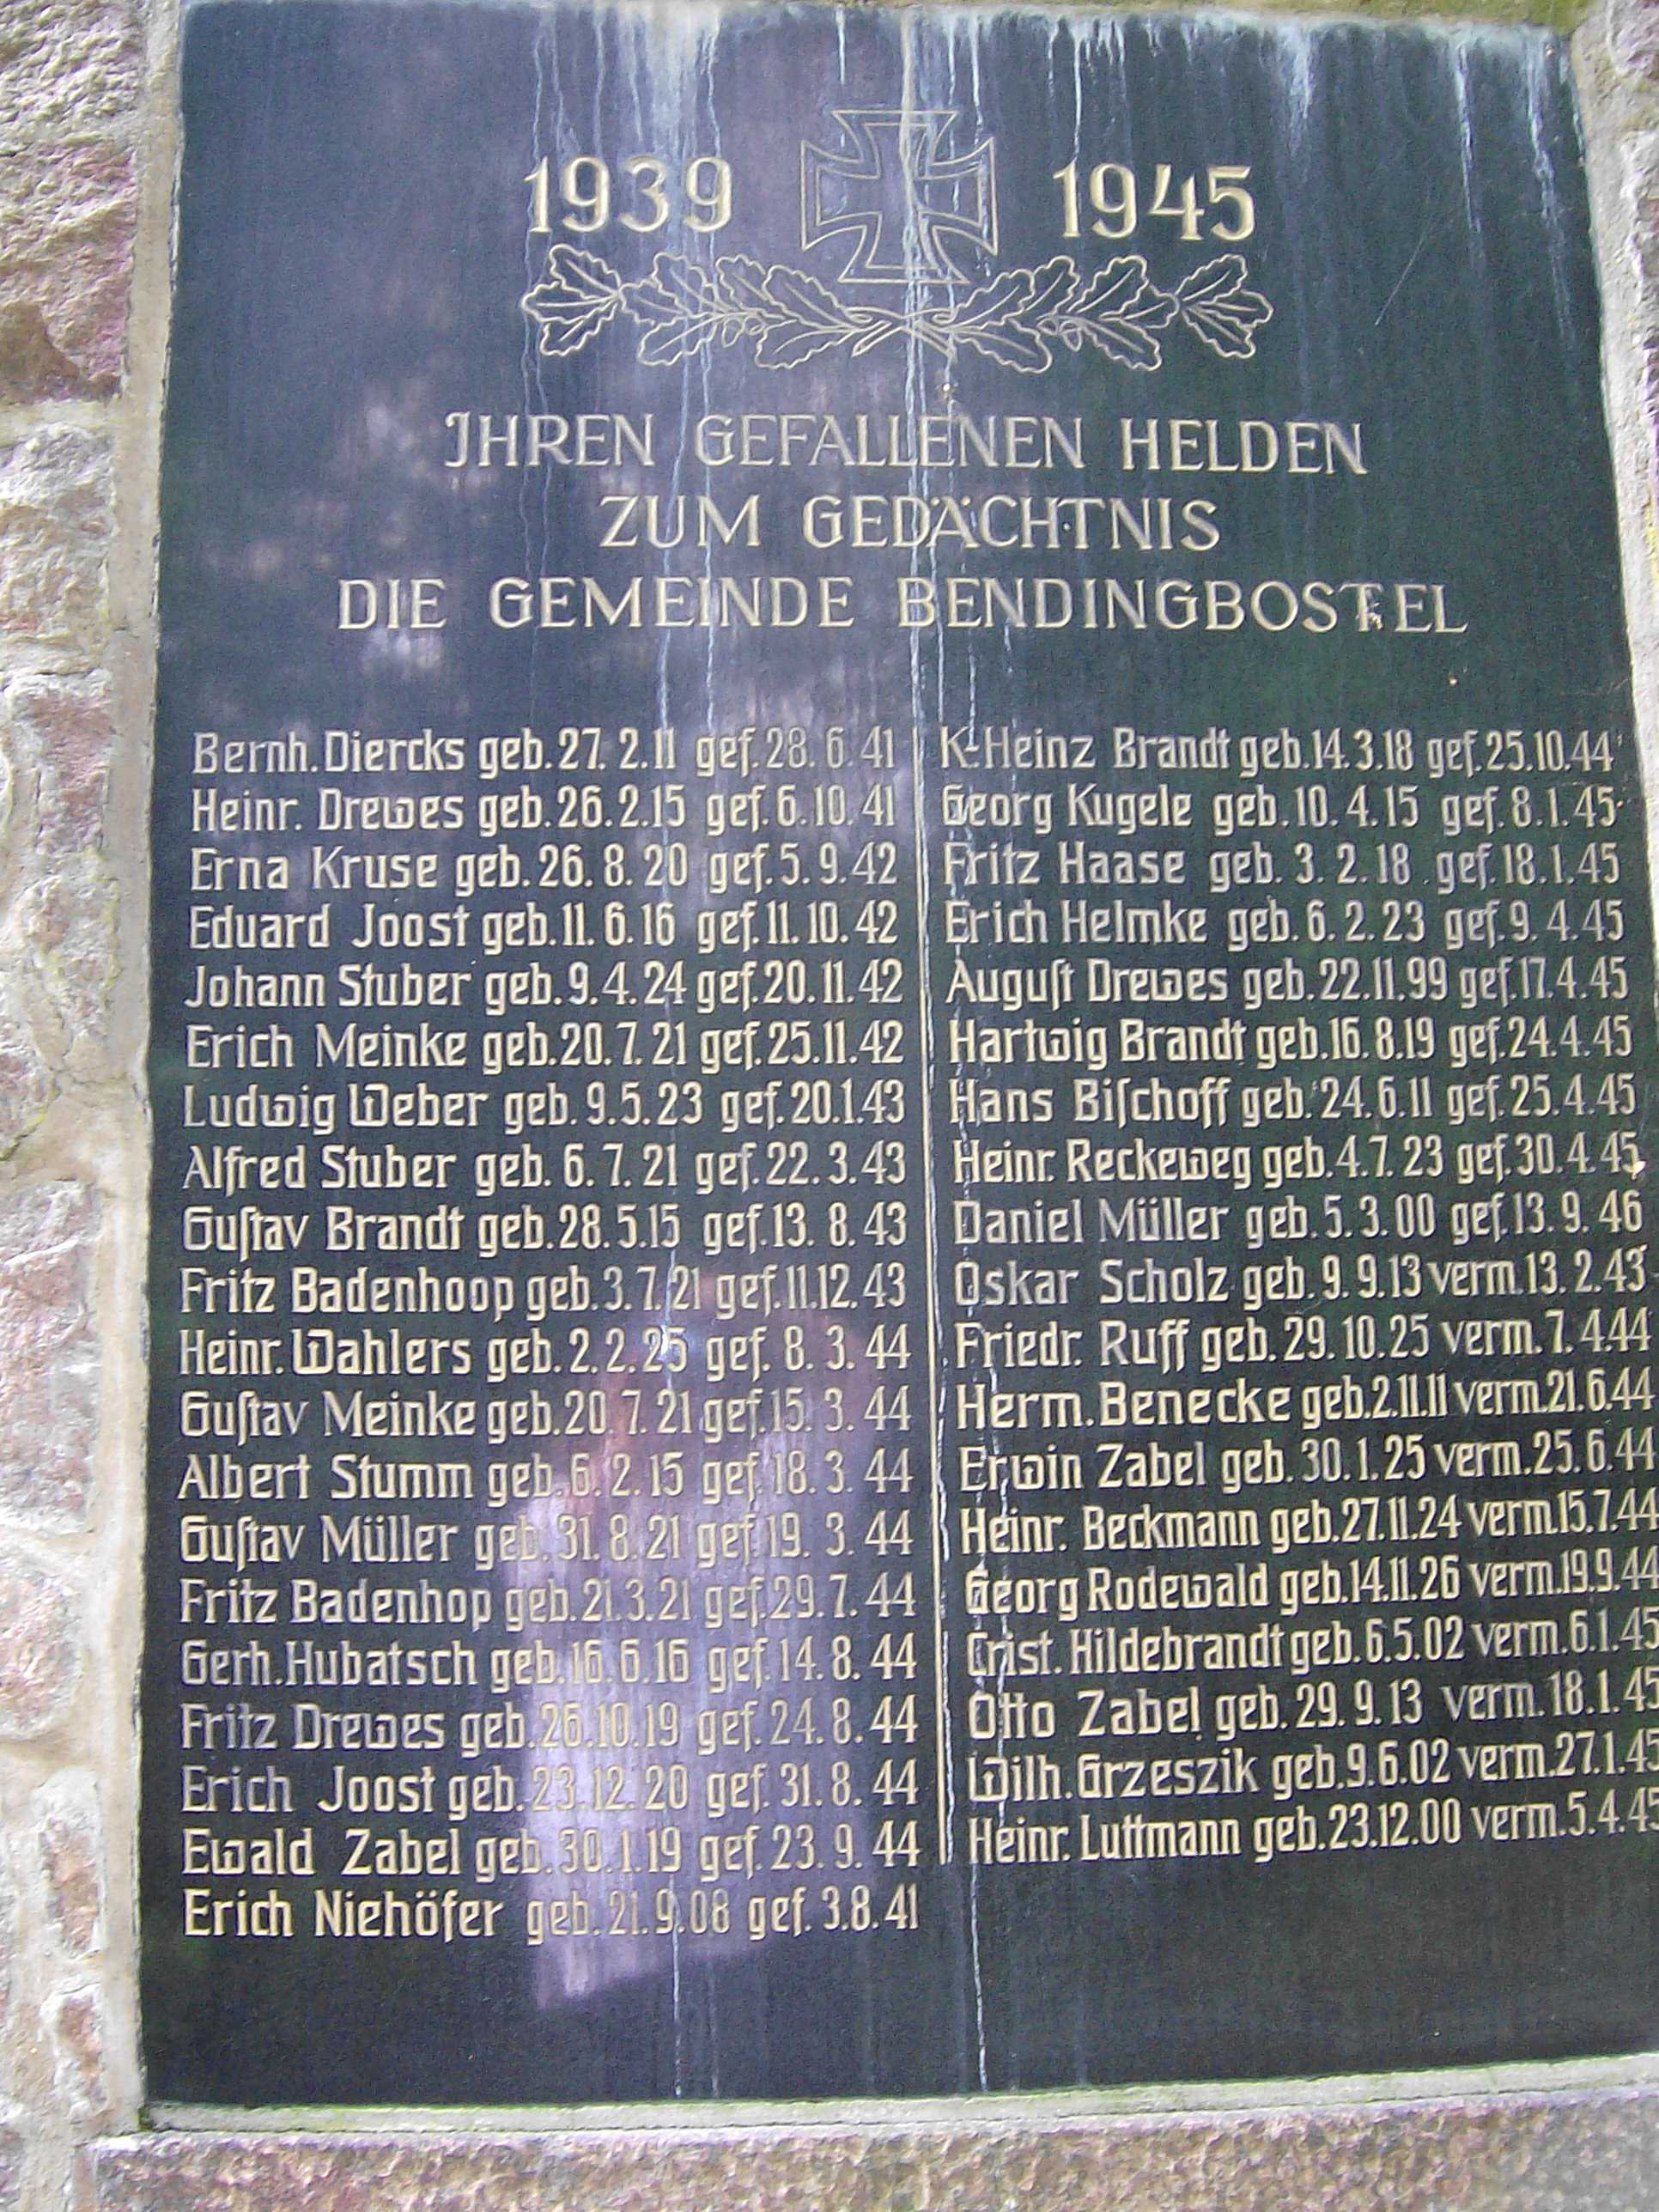 1939 1945
JHREN GEFALLENEN HELDEN
ZUM GEDÄCHTNIS
DIE GEMEINDE BENDINGBOSTEL
Bernh. Diercks geb. 27. 2. 11 gef. 28. 6. 41
Heinr. Drewes geb. 26. 2. 15 gef. 6. 10. 41
Erna Kruse geb. 26. 8. 20 gef. 5. 9. 42
Eduard Joost geb. 11. 6. 16 gef. 11. 10. 42
Johann Stuber geb. 9. 4. 24 gef. 20. 11. 42
Erich Meinke geb. 20. 7. 21 gef. 25. 11. 42
Ludwig Weber geb. 9. 5. 23 gef. 20. 1. 43
Alfred Stuber geb. 6. 7. 21 gef. 22. 3. 43
Guſtav Brandt geb. 28. 5. 15 gef. 13. 8. 43
Fritz Badenhoop geb. 3. 7. 21 gef. 11. 12. 43
Heinr. Wahlers geb. 2. 2. 25 gef. 8. 3. 44
Guſtav Meinke geb. 20. 7. 21 gef. 15. 3. 44
Albert Stumm geb. 6. 2. 15 gef. 18. 3. 44
Guſtav Müller geb. 31. 8. 21 gef. 19. 3. 44
Fritz Badenhop geb. 21. 3. 21 gef. 29. 7. 44
Gerh. Hubatsch geb. 16. 6. 16 gef. 14. 8. 44
Fritz Drewes geb. 26. 10. 19 gef. 24. 8. 44
Erich Joost geb. 23. 12. 20 gef. 31. 8. 44
Ewald Zabel geb. 30. 1. 19 gef. 23. 9. 44
Erich Niehöfer geb. 21. 9. 08 gef. 3. 8. 41
K-Heinz Brandt geb. 14. 3. 18 gef. 25. 10. 44
Georg Kugele geb. 10. 4. 15 gef. 8. 1. 45
Fritz Haase geb. 3. 2. 18 gef. 18. 1. 45
Erich Helmke geb. 6. 2. 23 gef. 9. 4. 45
Auguſt Drewes geb. 22. 11. 99 gef. 17. 4. 45
Hartwig Brandt geb. 16. 8. 19 gef. 24. 4. 45
Hans Biſchoff geb. 24. 6. 11 gef. 25. 4. 45
Heinr. Reckeweg geb. 4. 7. 23 gef. 30. 4. 45
Daniel Müller geb. 5. 3. 00 gef. 13. 9. 46
Oskar Scholz geb. 9. 9. 13 verm. 13. 2. 43
Friedr. Ruff geb. 29. 10. 25 verm. 7. 4. 44
Herm. Benecke geb. 2. 11. 11 verm. 21. 6. 44
Erwin Zabel geb. 30. 1. 25 verm. 25. 6. 44
Heinr. Beckmann geb. 27. 11. 24 verm. 15. 7. 44
Georg Rodewald geb. 14. 11. 26 verm. 19. 9. 44
Crist. Hildebrandt geb. 6. 5. 02 verm. 6. 1. 45
Otto Zabel geb. 29. 9. 13 verm. 18. 1. 45
Wilh. Grzeszik geb. 9. 6. 02 verm. 27. 1. 45
Heinr. Luttmann geb. 23. 12. 00 verm. 5. 4. 45